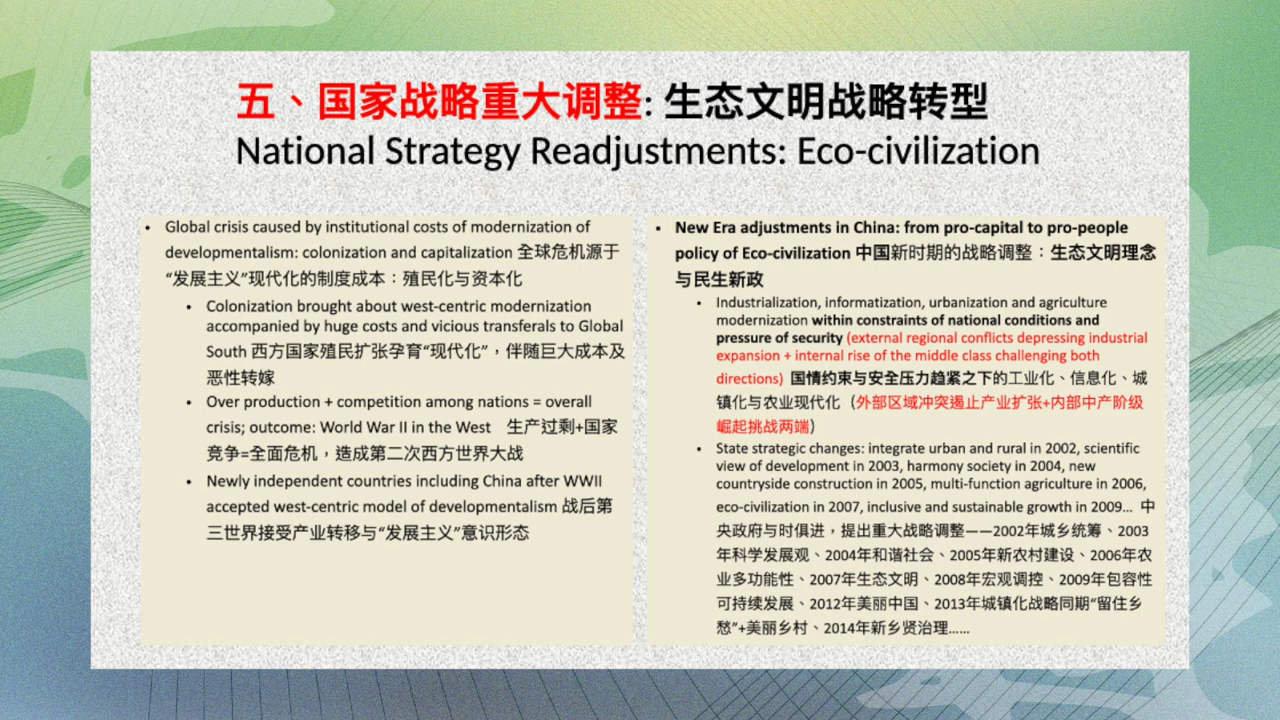 五、国家战略重大调整: 生态文明战略转型
National Strategy Readjustments: Eco-civilization
• Global crisis caused by institutional costs of modernization of
developmentalism: colonization and capitalization 全球危机源于
“发展主义”现代化的制度成本：殖民化与资本化
• Colonization brought about west-centric modernization
accompanied by huge costs and vicious transferals to Global
South 西方国家殖民扩张孕育“现代化”，伴随巨大成本及
恶性转嫁
• Over production + competition among nations = overall
crisis; outcome: World War II in the West 生产过剩+国家
竞争=全面危机，造成第二次西方世界大战
• Newly independent countries including China after WWII
accepted west-centric model of developmentalism 战后第
三世界接受产业转移与“发展主义”意识形态
• New Era adjustments in China: from pro-capital to pro-people
policy of Eco-civilization 中国新时期的战略调整：生态文明理念
与民生新政
• Industrialization, informatization, urbanization and agriculture
modernization within constraints of national conditions and
pressure of security (external regional conflicts depressing industrial
expansion + internal rise of the middle class challenging both
directions) 国情约束与安全压力趋紧之下的工业化、信息化、城
镇化与农业现代化（外部区域冲突遏止产业扩张+内部中产阶级
崛起挑战两端）
• State strategic changes: integrate urban and rural in 2002, scientific
view of development in 2003, harmony society in 2004, new
countryside construction in 2005, multi-function agriculture in 2006,
eco-civilization in 2007, inclusive and sustainable growth in 2009... 中
央政府与时俱进，提出重大战略调整——2002年城乡统筹、2003
年科学发展观、2004年和谐社会、2005年新农村建设、2006年农
业多功能性、2007年生态文明、2008年宏观调控、2009年包容性
可持续发展、2012年美丽中国、2013年城镇化战略同期“留住乡
愁”+美丽乡村、2014年新乡贤治理……